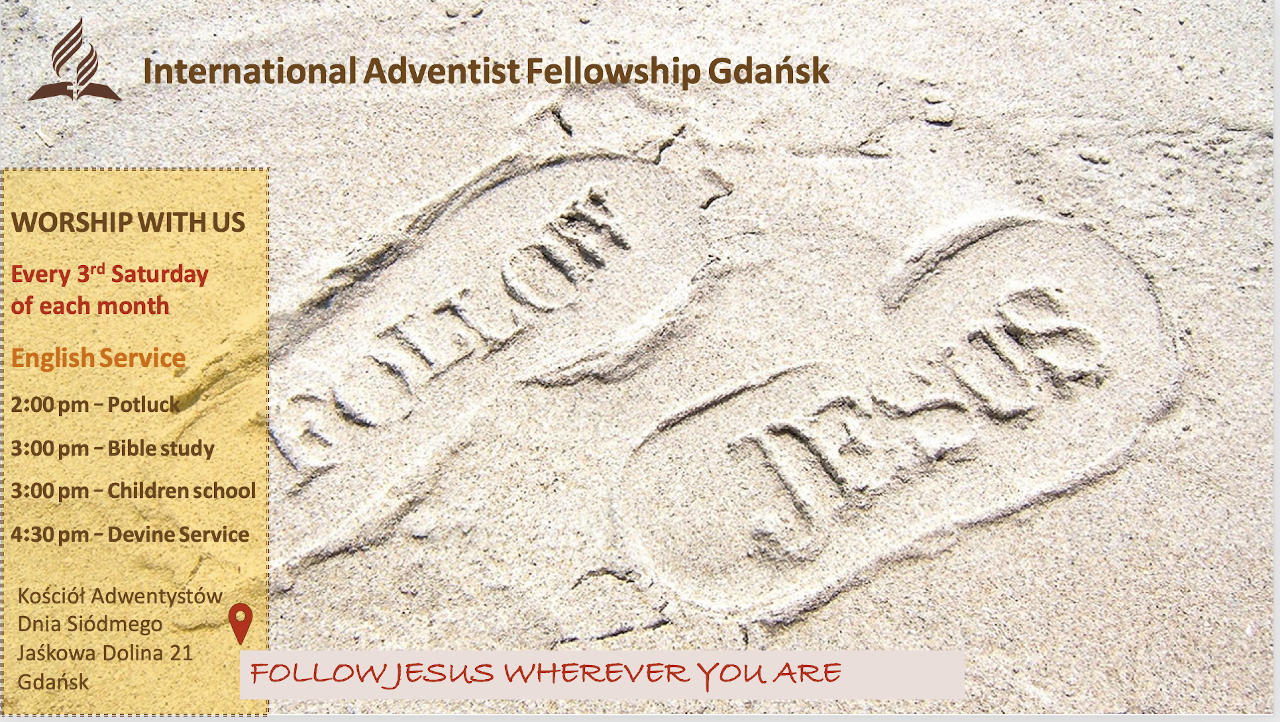 International Adventist Fellowship Gdańsk
WORSHIP WITH US
Every 3rd Saturday
of each month
English Service
2:00 pm – Potluck
3:00 pm – Bible study
3:00 pm – Children school
4:30 pm – Devine Service
Kościół Adwentystów
Dnia Siódmego
Jaśkowa Dolina 21
Gdańsk
FOLLOW
JESUS
FOLLOW JESUS WHEREVER YOU ARE